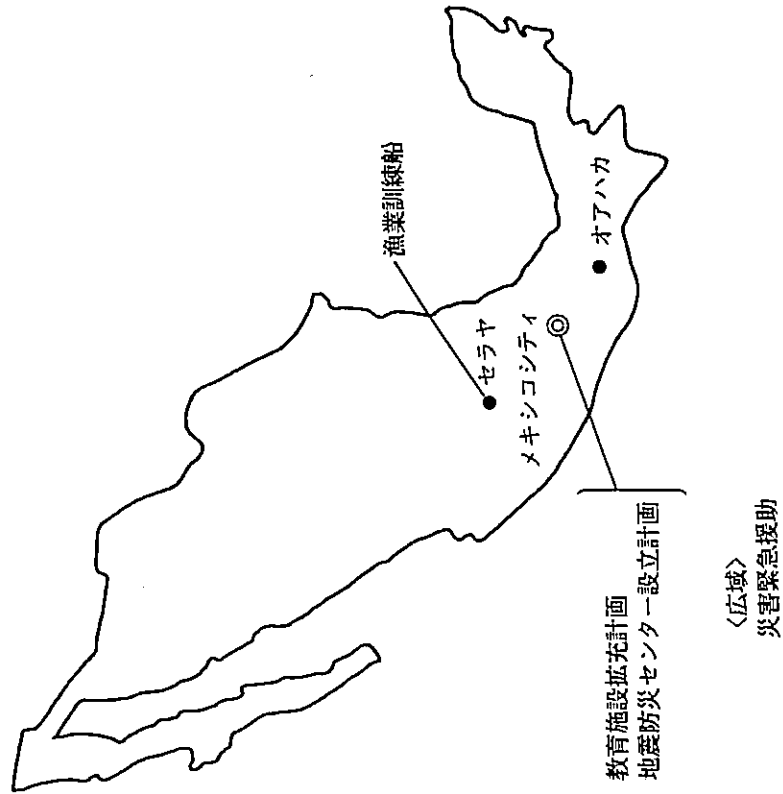 漁業訓練船
セラヤ
メキシコシティ
オアハカ
教育施設拡充計画
地震防災センター設立計画
〈広域〉
災害緊急援助